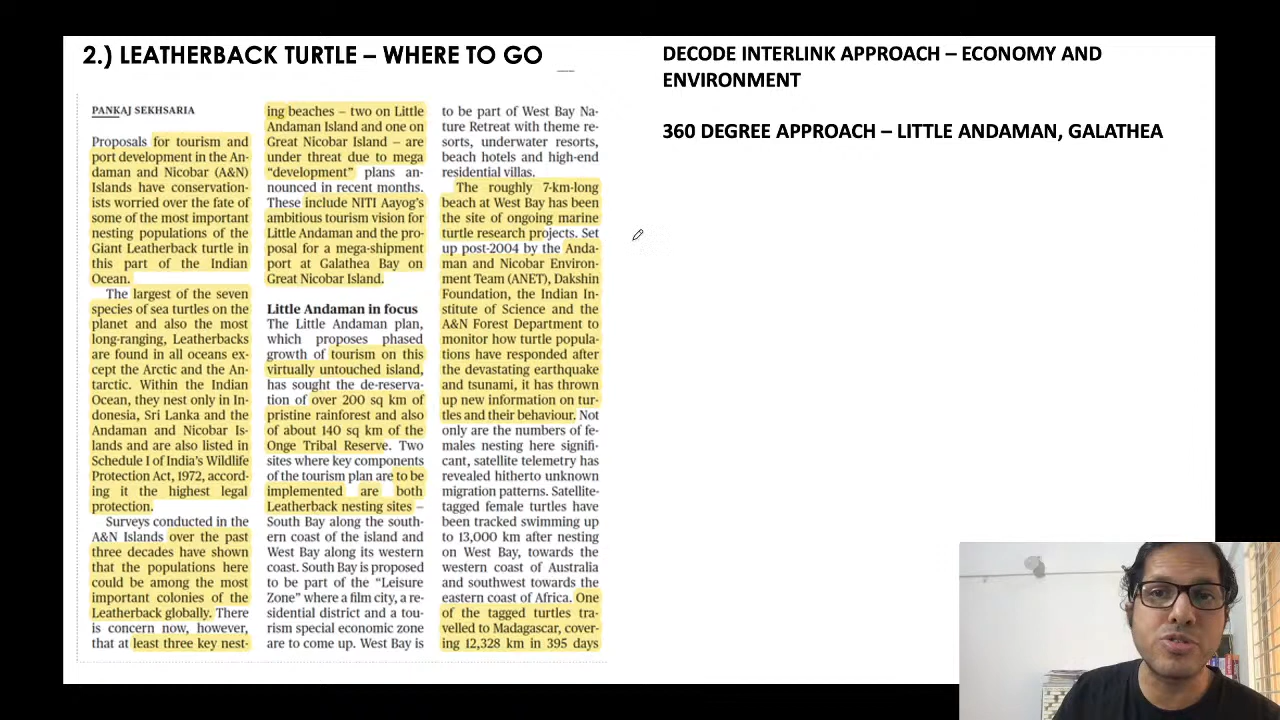 2.) LEATHERBACK TURTLE – WHERE TO GO
PANKAJ SEKHSARIA
Proposals for tourism and
port development in the An-
daman and Nicobar (A&N)
Islands have conservation-
ists worried over the fate of
some of the most important
nesting populations of the
Giant Leatherback turtle in
this part of the Indian
Ocean.
The largest of the seven
species of sea turtles on the
planet and also the most
long-ranging, Leatherbacks
are found in all oceans ex-
cept the Arctic and the An-
tarctic. Within the Indian
Ocean, they nest only in In-
donesia, Sri Lanka and the
Andaman and Nicobar Is-
lands and are also listed in
Schedule I of India's Wildlife
Protection Act, 1972, accord-
ing it the highest legal
protection.
Surveys conducted in the
A&N Islands over the past
three decades have shown
that the populations here
could be among the most
important colonies of the
Leatherback globally. There
is concern now, however,
that at least three key nest-
ing beaches – two on Little
Andaman Island and one on
Great Nicobar Island – are
under threat due to mega
“development” plans an-
nounced in recent months.
These include NITI Aayog's
ambitious tourism vision for
Little Andaman and the pro-
posal for a mega-shipment
port at Galathea Bay on
Great Nicobar Island.
Little Andaman in focus
The Little Andaman plan,
which proposes phased
growth of tourism on this
virtually untouched island,
has sought the de-reserva-
tion of over 200 sq km of
pristine rainforest and also
of about 140 sq km of the
Onge Tribal Reserve. Two
sites where key components
of the tourism plan are to be
implemented are both
Leatherback nesting sites –
South Bay along the south-
ern coast of the island and
West Bay along its western
coast. South Bay is proposed
to be part of the “Leisure
Zone” where a film city, a re-
sidential district and a tou-
rism special economic zone
are to come up. West Bay is
to be part of West Bay Na-
ture Retreat with theme re-
sorts, underwater resorts,
beach hotels and high-end
residential villas.
The roughly 7-km-long
beach at West Bay has been
the site of ongoing marine
turtle research projects. Set
up post-2004 by the Anda-
man and Nicobar Environ-
ment Team (ANET), Dakshin
Foundation, the Indian In-
stitute of Science and the
A&N Forest Department to
monitor how turtle popula-
tions have responded after
the devastating earthquake
and tsunami, it has thrown
up new information on tur-
tles and their behaviour. Not
only are the numbers of fe-
males nesting here signifi-
cant, satellite telemetry has
revealed hitherto unknown
migration patterns. Satellite-
tagged female turtles have
been tracked swimming up
to 13,000 km after nesting
on West Bay, towards the
western coast of Australia
and southwest towards the
eastern coast of Africa. One
of the tagged turtles tra-
velled to Madagascar, cover-
ing 12,328 km in 395 days
DECODE INTERLINK APPROACH – ECONOMY AND
ENVIRONMENT
360 DEGREE APPROACH – LITTLE ANDAMAN, GALATHEA